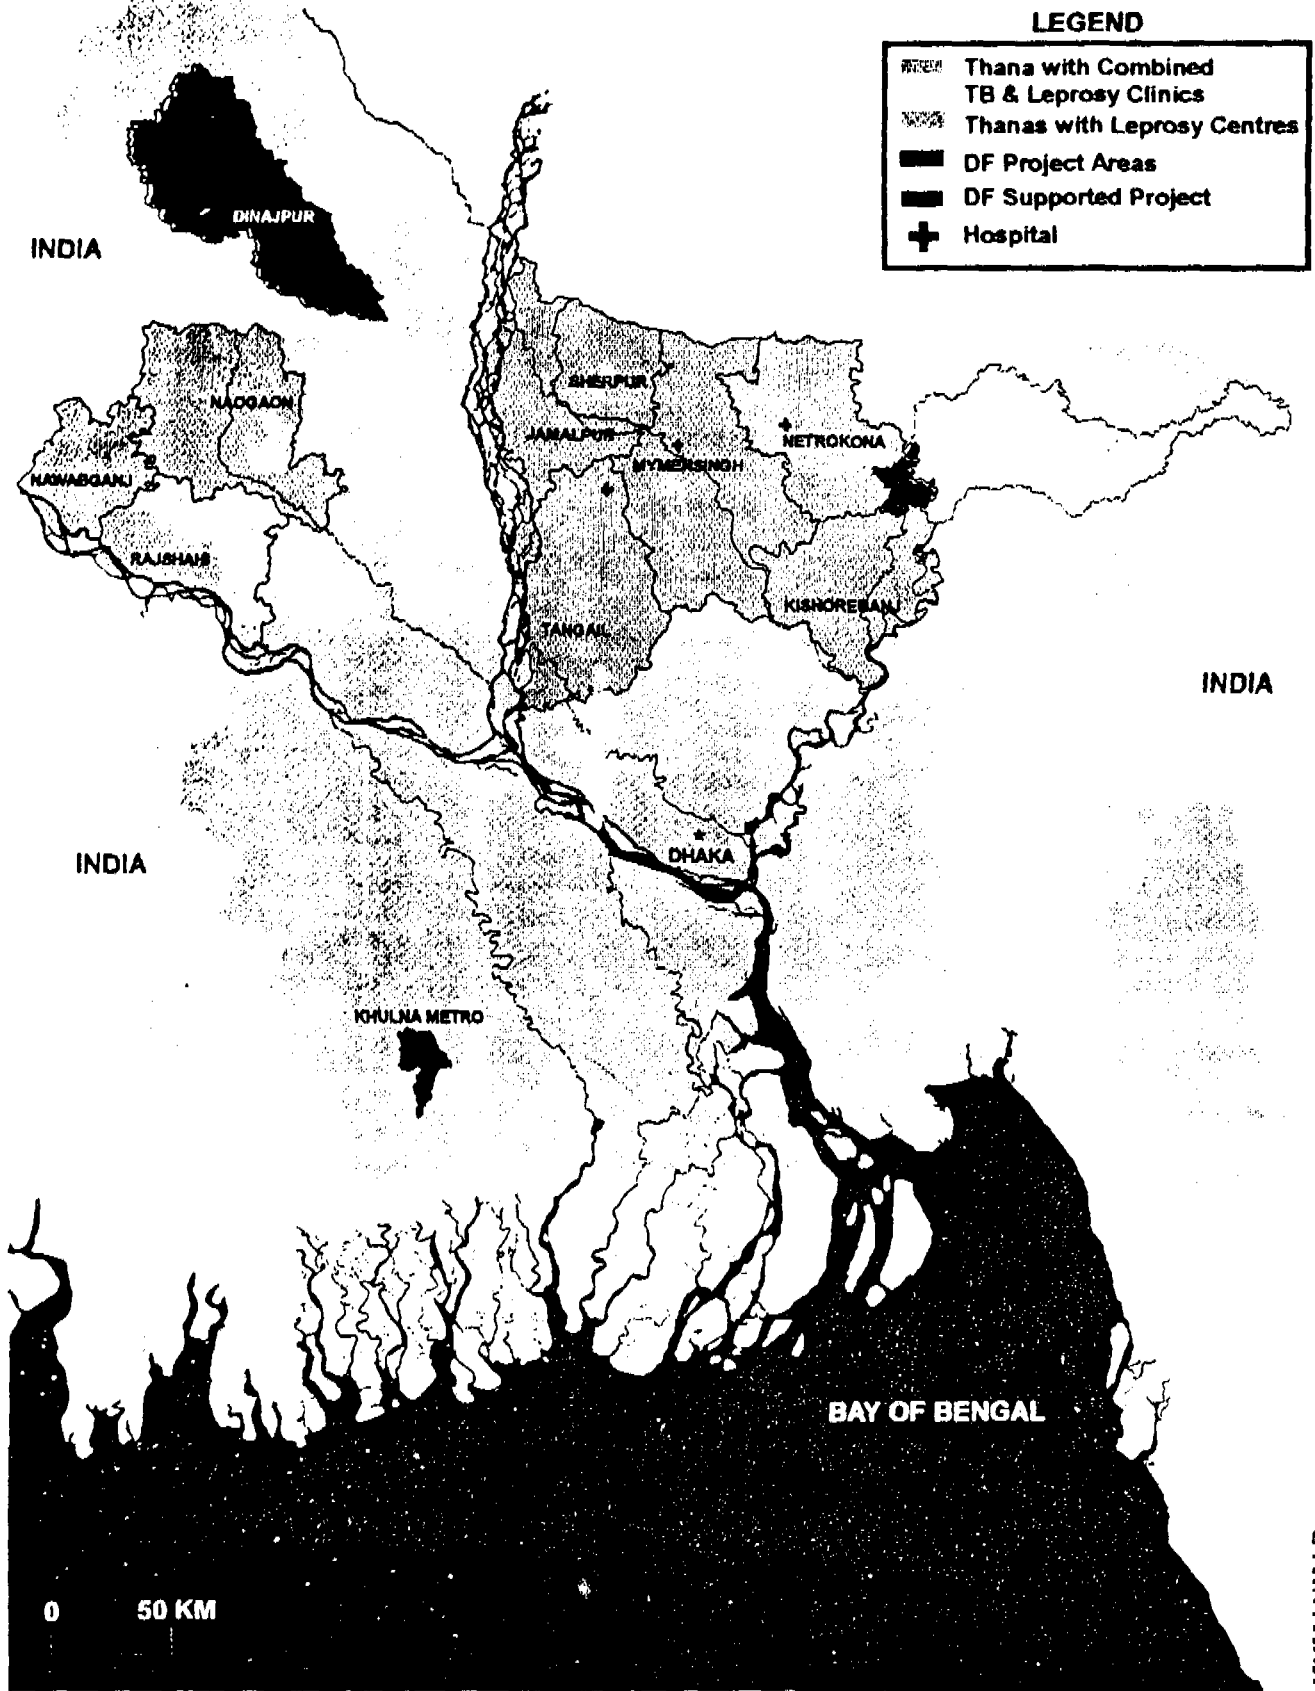 LEGEND
Thana with Combined
TB & Leprosy Clinics
Thanas with Leprosy Centres
DF Project Areas
DF Supported Project
Hospital
DINAJPUR
INDIA
SHERPUR
NAOGAON
JAMALPUR
NETROKONA
MYMERSINGH
NAWABGANJ
RAJSHAHI
KISHOREGANJ
TANGAIL
INDIA
DHAKA
INDIA
KHULNA METRO
BAY OF BENGAL
0 50 KM